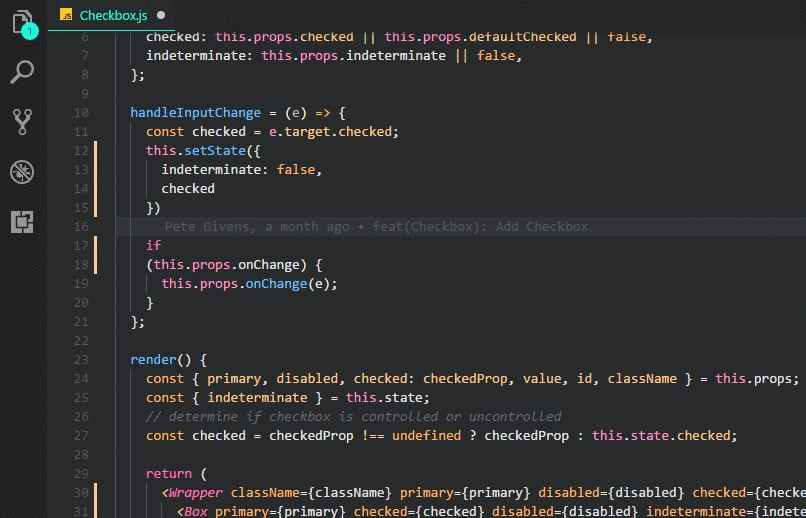 1
JS Checkbox.js
6 checked: this.props.checked || this.props.defaultChecked || false,
7 indeterminate: this.props.indeterminate || false,
8 };
9
10 handleInputChange = (e) => {
11 const checked = e.target.checked;
12 this.setState({
13 indeterminate: false,
14 checked
15 })
16 Pete Givens, a month ago • feat(Checkbox): Add Checkbox
17 if
18 (this.props.onChange) {
19 this.props.onChange(e);
20 }
21 };
22
23 render() {
24 const { primary, disabled, checked: checkedProp, value, id, className } = this.props;
25 const { indeterminate } = this.state;
26 // determine if checkbox is controlled or uncontrolled
27 const checked = checkedProp !== undefined ? checkedProp : this.state.checked;
28
29 return (
30 <Wrapper className={className} primary={primary} disabled={disabled} checked={checke
31 <Box primary={primary} checked={checked} disabled={disabled} indeterminate={indete